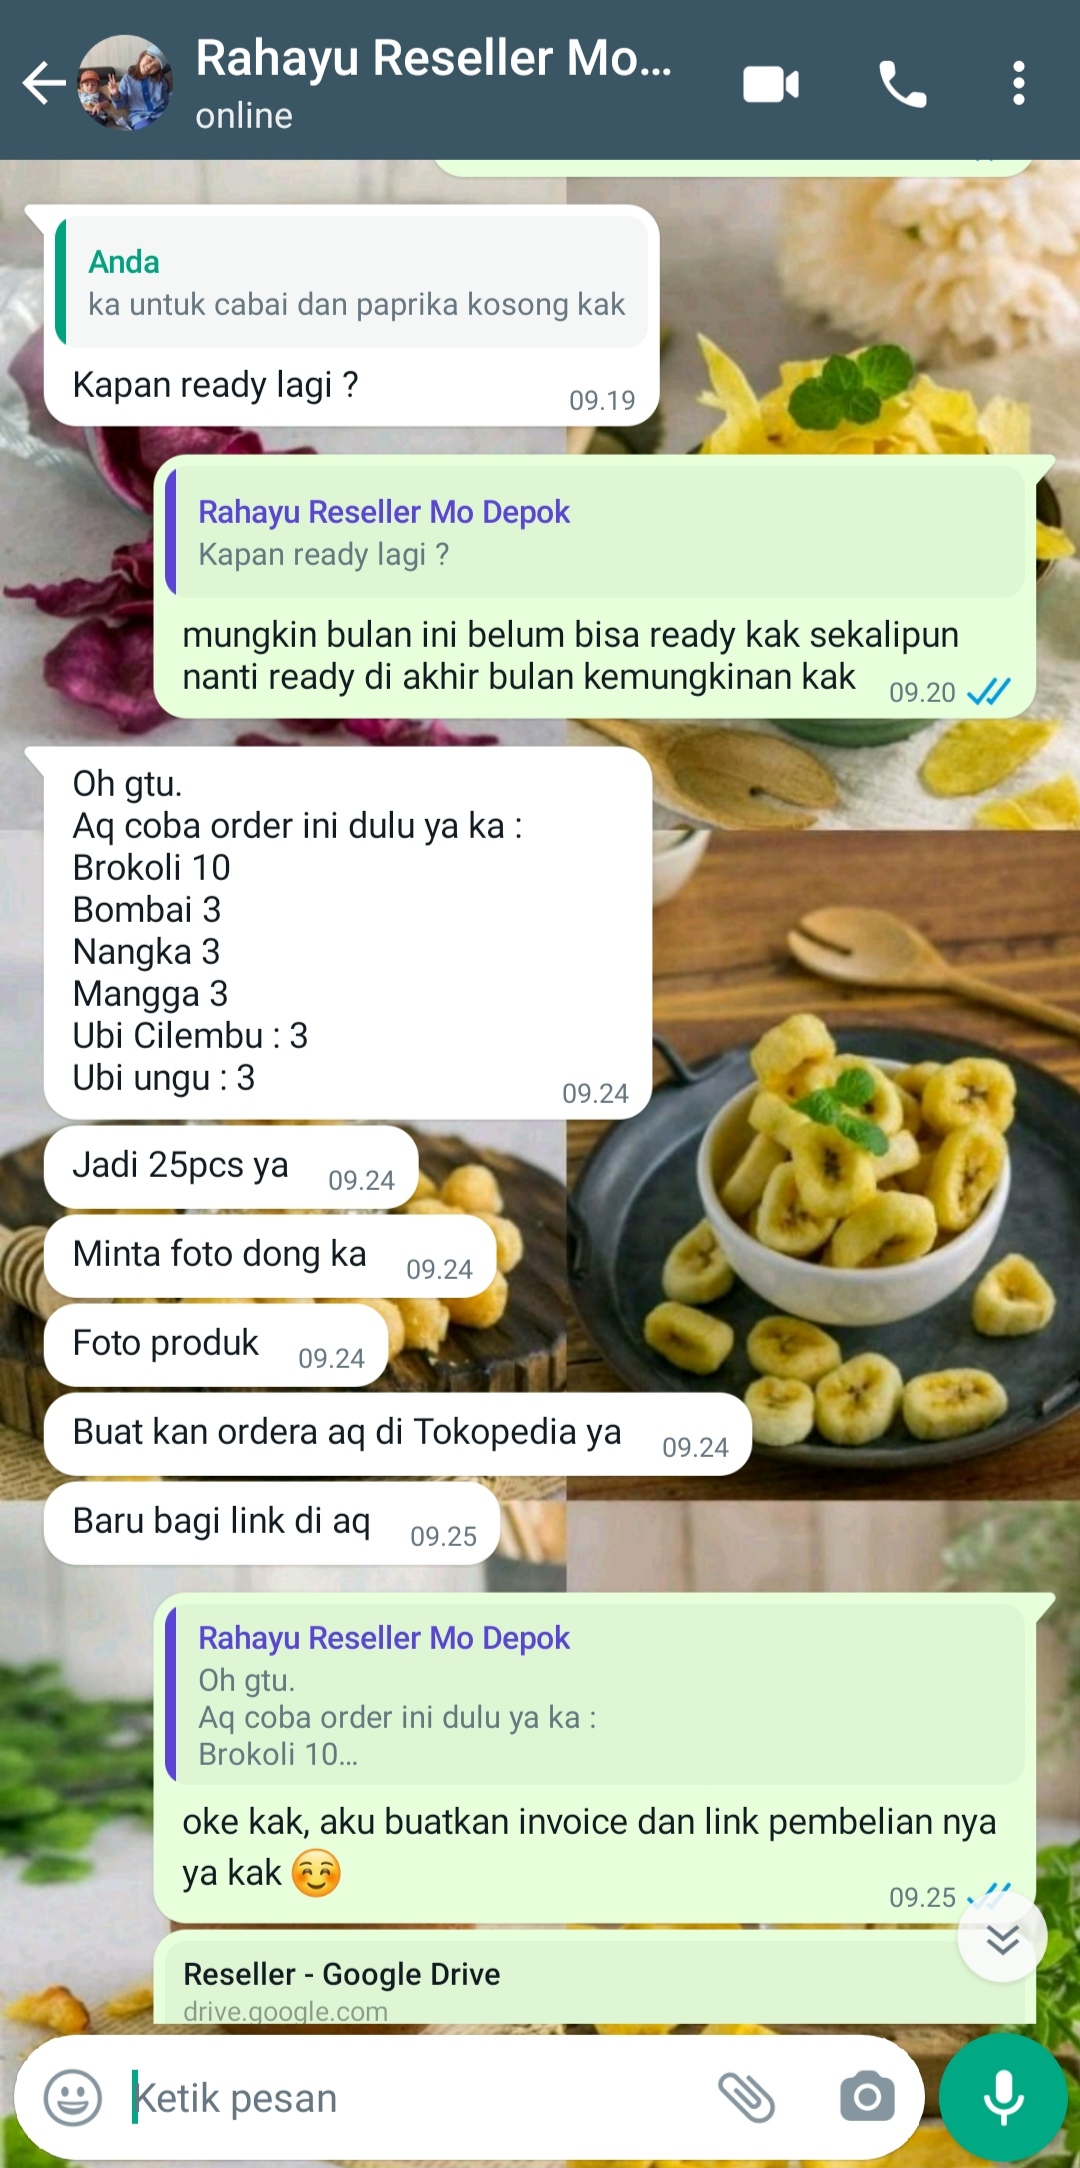 Rahayu Reseller Mo...
online
Anda
ka untuk cabai dan paprika kosong kak
Kapan ready lagi ?
09.19
Rahayu Reseller Mo Depok
Kapan ready lagi ?
mungkin bulan ini belum bisa ready kak sekalipun
nanti ready di akhir bulan kemungkinan kak
09.20
Oh gtu.
Aq coba order ini dulu ya ka :
Brokoli 10
Bombai 3
Nangka 3
Mangga 3
Ubi Cilembu : 3
Ubi ungu : 3
09.24
Jadi 25pcs ya
09.24
Minta foto dong ka
09.24
Foto produk
09.24
Buat kan ordera aq di Tokopedia ya
09.24
Baru bagi link di aq
09.25
Rahayu Reseller Mo Depok
Oh gtu.
Aq coba order ini dulu ya ka :
Brokoli 10...
oke kak, aku buatkan invoice dan link pembelian nya
ya kak
09.25
Reseller - Google Drive
drive.google.com
Ketik pesan